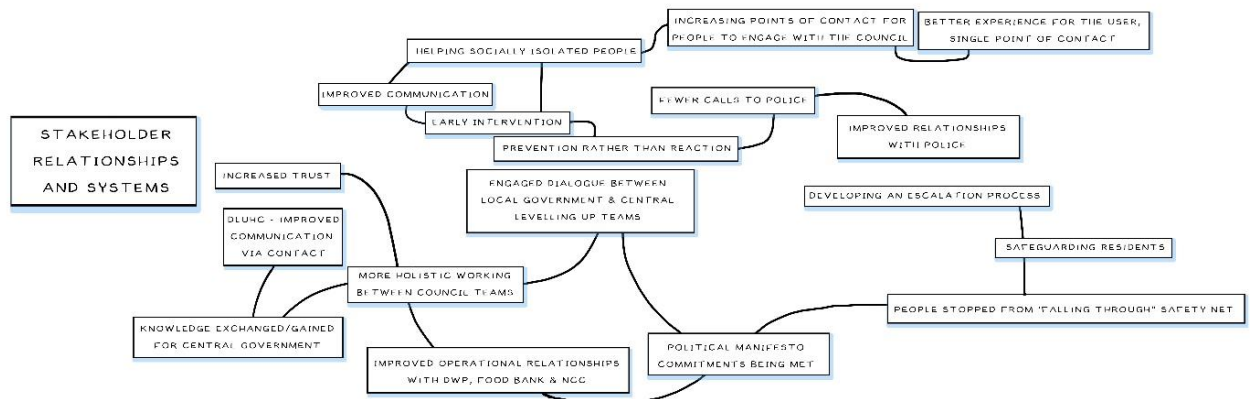 STAKEHOLDER
RELATIONSHIPS
AND SYSTEMS
HELPING SOCIALLY ISOLATED PEOPLE
INCREASING POINTS OF CONTACT FOR
PEOPLE TO ENGAGE WITH THE COUNCIL
BETTER EXPERIENCE FOR THE USER,
SINGLE POINT OF CONTACT
IMPROVED COMMUNICATION
EARLY INTERVENTION
PREVENTION RATHER THAN REACTION
FEWER CALLS TO POLICE
IMPROVED RELATIONSHIPS
WITH POLICE
INCREASED TRUST
ENGAGED DIALOGUE BETWEEN
LOCAL GOVERNMENT & CENTRAL
LEVELLING UP TEAMS
DEVELOPING AN ESCALATION PROCESS
DLUHC - IMPROVED
COMMUNICATION
VIA CONTACT
SAFEGUARDING RESIDENTS
MORE HOLISTIC WORKING
BETWEEN COUNCIL TEAMS
PEOPLE STOPPED FROM "FALLING THROUGH" SAFETY NET
KNOWLEDGE EXCHANGED/GAINED
FOR CENTRAL GOVERNMENT
IMPROVED OPERATIONAL RELATIONSHIPS
WITH DWP, FOOD BANK & NCC
POLITICAL MANIFESTO
COMMITMENTS BEING MET